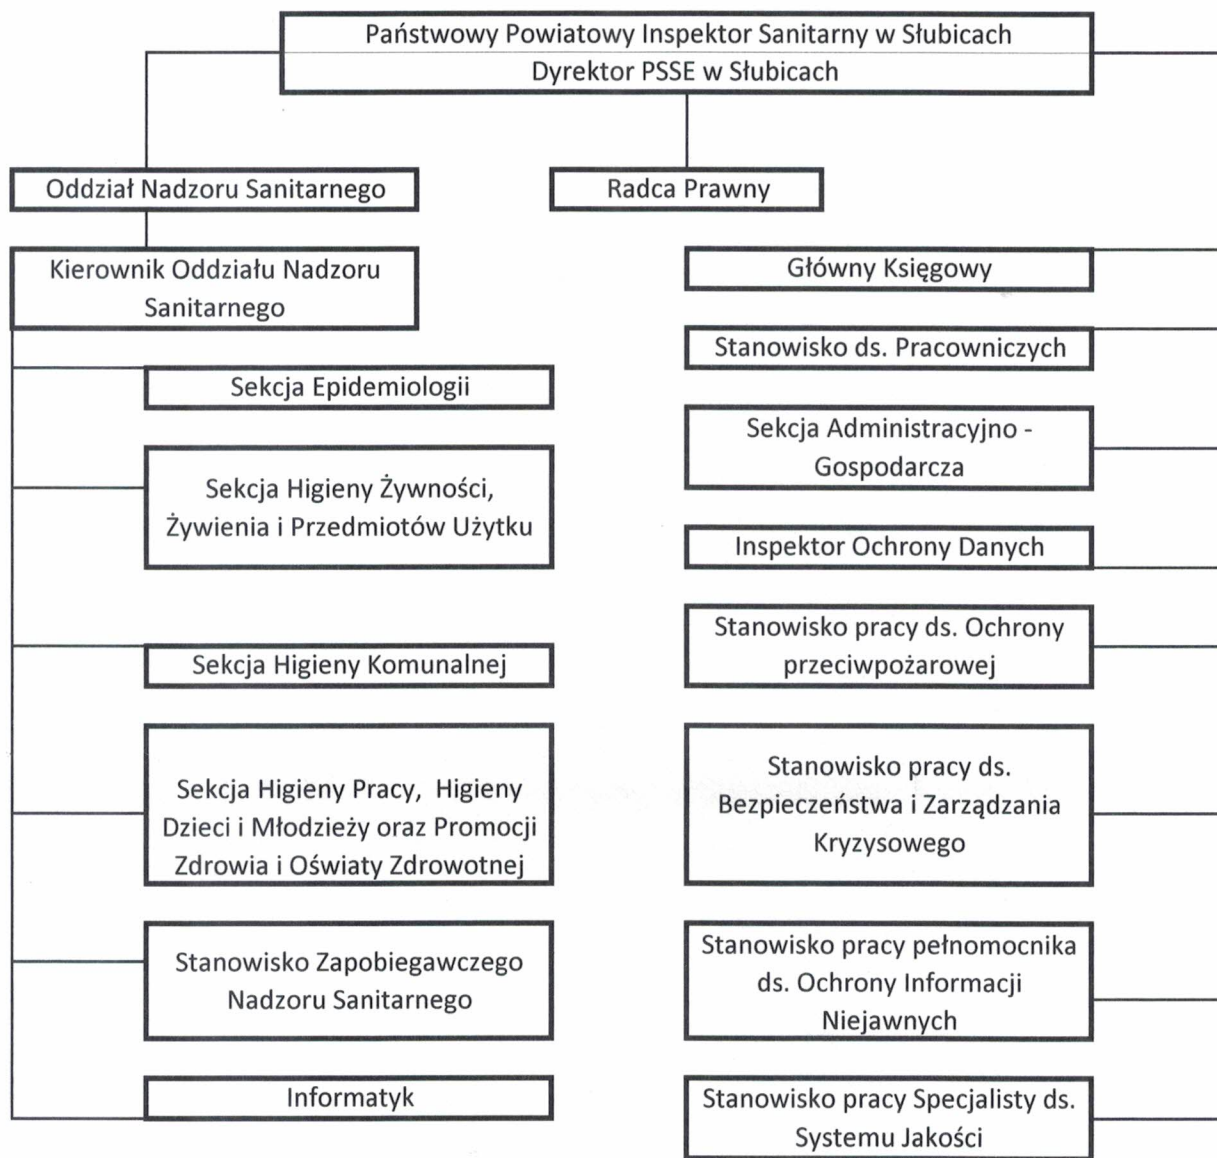 Państwowy Powiatowy Inspektor Sanitarny w Słubicach
Dyrektor PSSE w Słubicach
Oddział Nadzoru Sanitarnego
Radca Prawny
Kierownik Oddziału Nadzoru
Sanitarnego
Sekcja Epidemiologii
Sekcja Higieny Żywności,
Żywienia i Przedmiotów Użytku
Sekcja Higieny Komunalnej
Sekcja Higieny Pracy, Higieny
Dzieci i Młodzieży oraz Promocji
Zdrowia i Oświaty Zdrowotnej
Stanowisko Zapobiegawczego
Nadzoru Sanitarnego
Informatyk
Główny Księgowy
Stanowisko ds. Pracowniczych
Sekcja Administracyjno -
Gospodarcza
Inspektor Ochrony Danych
Stanowisko pracy ds. Ochrony
przeciwpożarowej
Stanowisko pracy ds.
Bezpieczeństwa i Zarządzania
Kryzysowego
Stanowisko pracy pełnomocnika
ds. Ochrony Informacji
Niejawnych
Stanowisko pracy Specjalisty ds.
Systemu Jakości